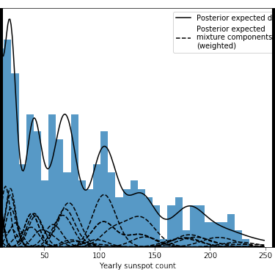 Posterior expected d
Posterior expected
mixture components
(weighted)
50
100
150
200
250
Yearly sunspot count